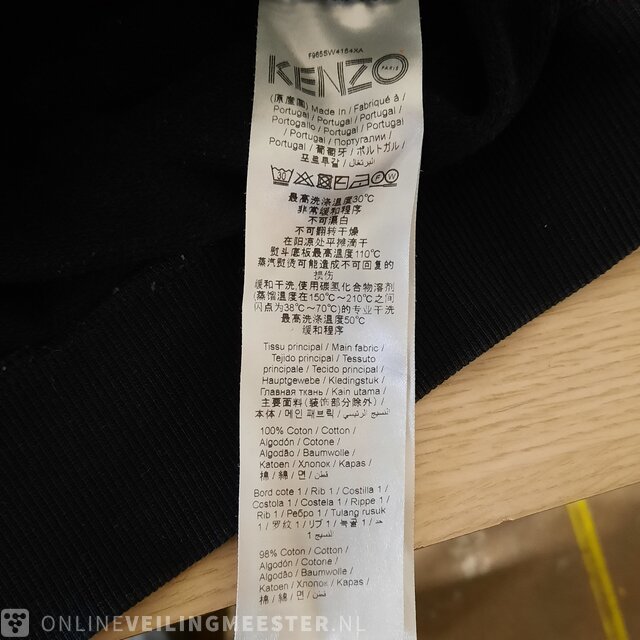 F965SW4164XA
KENZO
PARIS
(原產國) Made In / Fabriqué à /
Portugal / Portugal / Portugal /
Portogallo / Portugal / Portugal
/ Portugal / Португалии /
Portugal / 葡萄牙 / ポルトガル /
포르투갈 / البرتغال
最高洗涤温度30℃
非常缓和程序
不可漂白
不可翻转干燥
在阴凉处平摊滴干
熨斗底板最高温度110℃
蒸汽熨烫可能造成不可回复的
损伤
缓和干洗,使用碳氢化合物溶剂
(蒸馏温度在150℃~210℃之间
闪点为38℃~70℃)的专业干洗
最高洗涤温度50℃
缓和程序
Tissu principal / Main fabric /
Tejido principal / Tessuto
principale / Tecido principal /
Hauptgewebe / Kledingstuk /
Главная ткань / Kain utama /
主要面料(装饰部分除外) /
本体 / 메인 패브릭 / النسيج الرئيسي
100% Coton / Cotton /
Algodón / Cotone /
Algodão / Baumwolle /
Katoen / Хлопок / Kapas /
棉 / 綿 / 면 / قطن
Bord cote 1 / Rib 1 / Costilla 1 /
Costola 1 / Costela 1 / Rippe 1 /
Rib 1 / Ребро 1 / Tulang rusuk
1 / 罗纹 1 / リブ 1 / 늑골 1 / حد
النسيج 1
98% Coton / Cotton /
Algodón / Cotone /
Algodão / Baumwolle /
Katoen / Хлопок / Kapas /
棉 / 綿 / 면 / قطن
ONLINEVEILINGMEESTER.NL